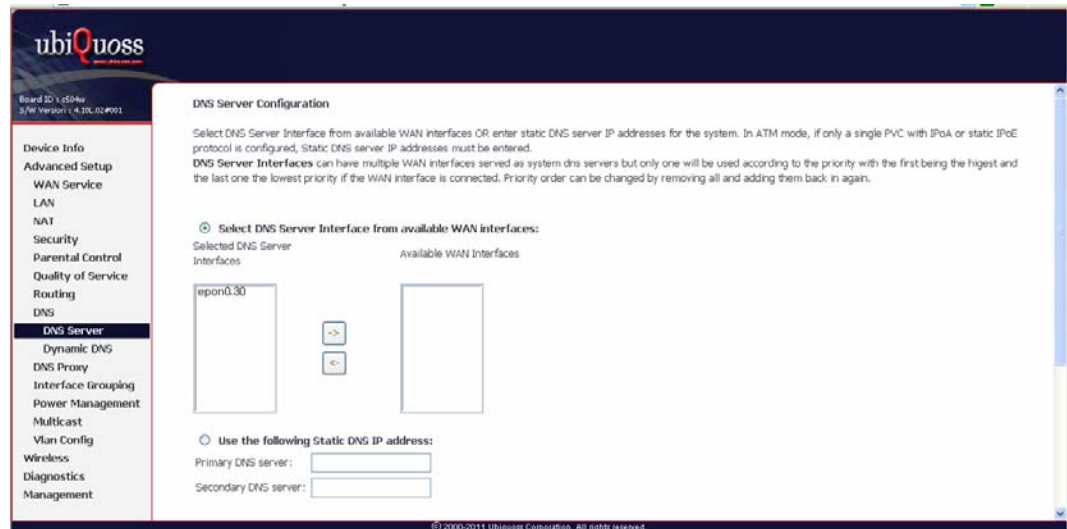 ubiQuoss
S/W Version : 4.10L.02#001
Device Info
Advanced Setup
WAN Service
LAN
NAT
Security
Parental Control
Quality of Service
Routing
DNS
DNS Server
Dynamic DNS
DNS Proxy
Interface Grouping
Power Management
Multicast
Vlan Config
Wireless
Diagnostics
Management
DNS Server Configuration
Select DNS Server Interface from available WAN interfaces OR enter static DNS server IP addresses for the system. In ATM mode, if only a single PVC with IPoA or static IPoE
protocol is configured, Static DNS server IP addresses must be entered.
DNS Server Interfaces can have multiple WAN interfaces served as system dns servers but only one will be used according to the priority with the first being the higest and
the last one the lowest priority if the WAN interface is connected. Priority order can be changed by removing all and adding them back in again.
Select DNS Server Interface from available WAN interfaces:
Selected DNS Server
Interfaces
Available WAN Interfaces
epon0.30
->
<-
Use the following Static DNS IP address:
Primary DNS server:
Secondary DNS server:
© 2000-2011 Ubiquoss Corporation. All rights reserved.